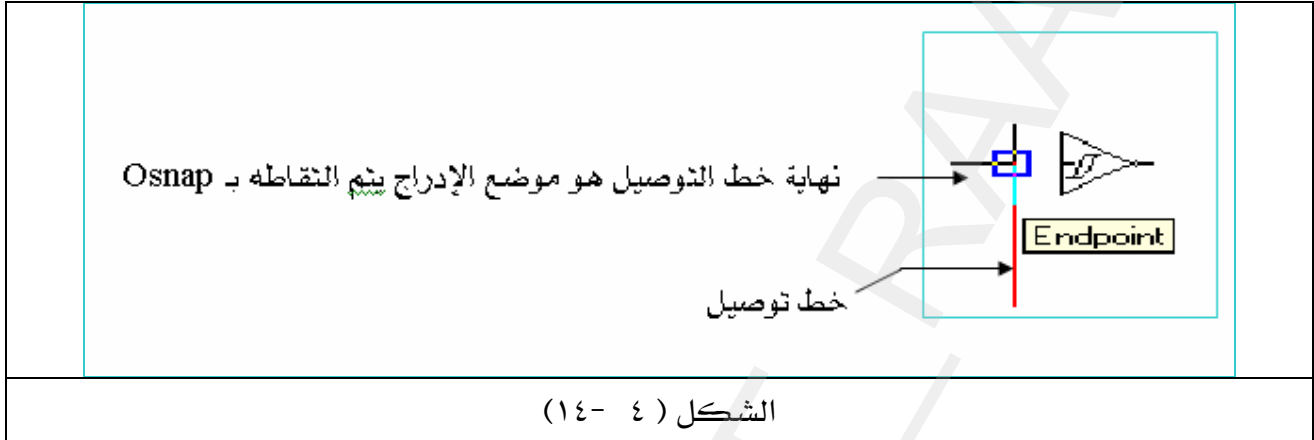 نهاية خط التوصيل هو موضع الإدراج يتم التقاطه بـ Osnap
Endpoint
خط توصيل
الشكل ( ٤ -١٤)